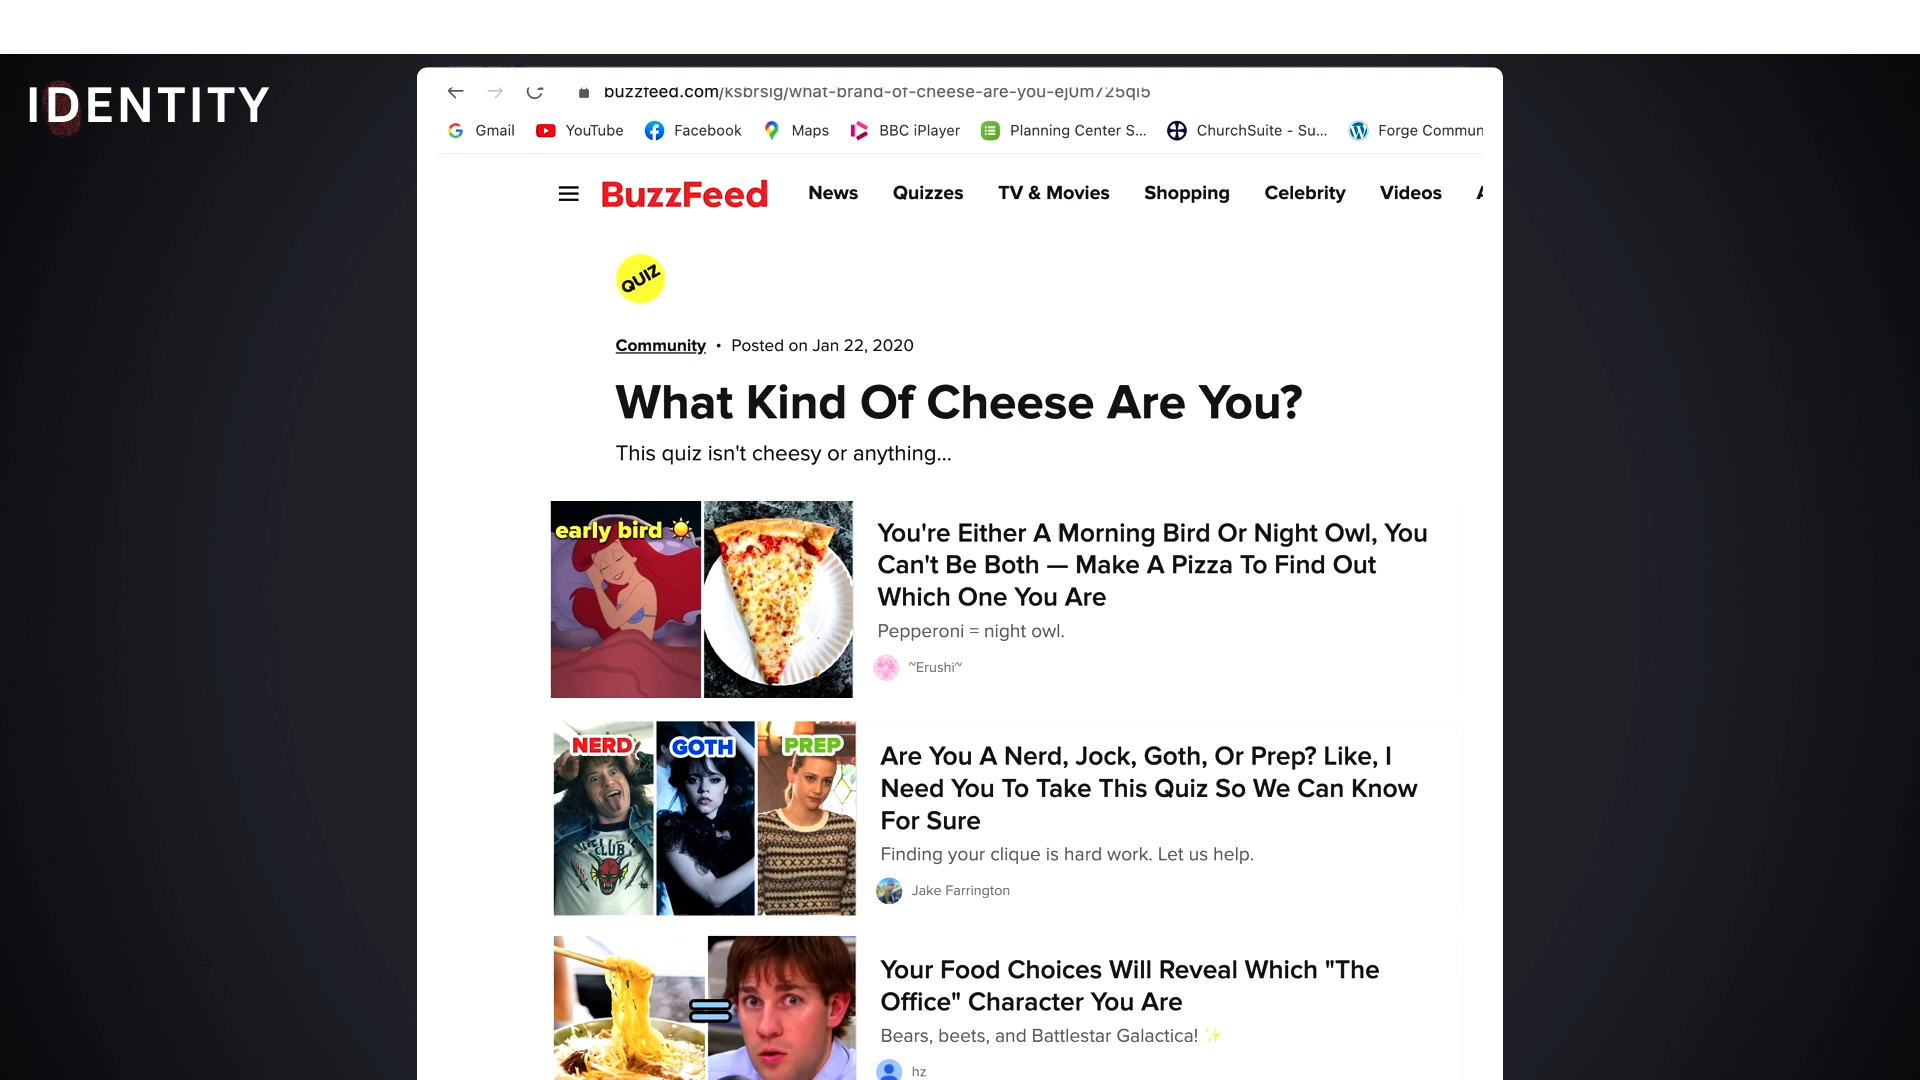 IDENTITY
buzzfeed.com/ksbrsig/what-brand-of-cheese-are-you-ej0m725qi5
Gmail YouTube Facebook Maps BBC iPlayer Planning Center S... ChurchSuite - Su... Forge Commun
BuzzFeed News Quizzes TV & Movies Shopping Celebrity Videos
QUIZ
Community • Posted on Jan 22, 2020
What Kind Of Cheese Are You?
This quiz isn't cheesy or anything...
early bird
You're Either A Morning Bird Or Night Owl, You
Can't Be Both — Make A Pizza To Find Out
Which One You Are
Pepperoni = night owl.
~Erushi~
NERD GOTH PREP
CLUB
Are You A Nerd, Jock, Goth, Or Prep? Like, I
Need You To Take This Quiz So We Can Know
For Sure
Finding your clique is hard work. Let us help.
Jake Farrington
Your Food Choices Will Reveal Which "The
Office" Character You Are
Bears, beets, and Battlestar Galactica! ✨
hz